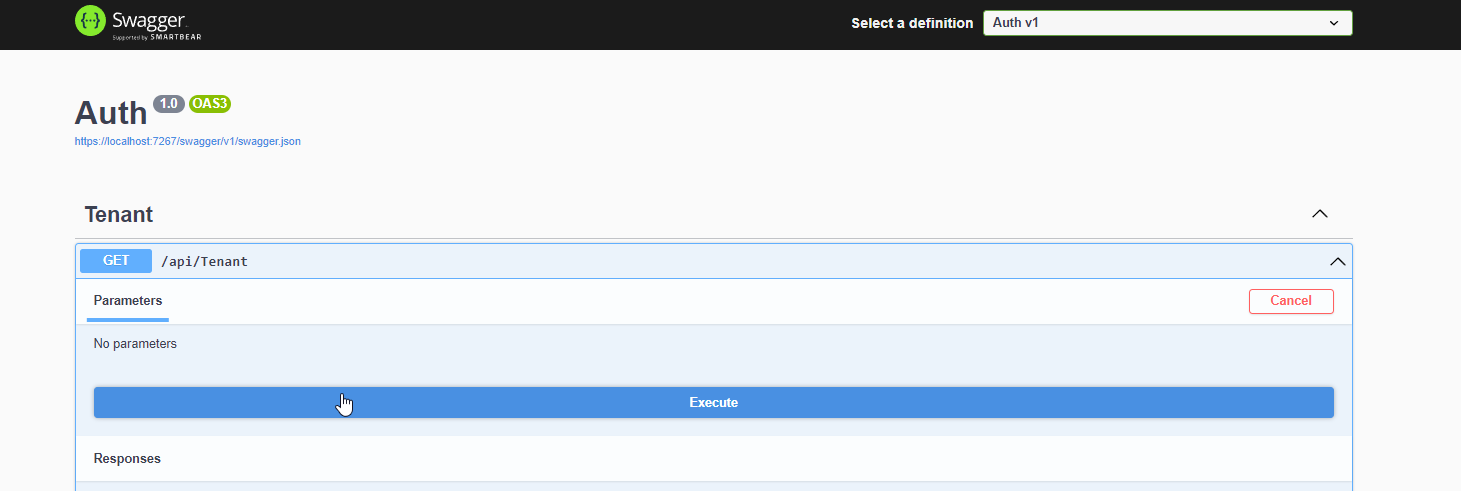 {···} Swagger
Supported by SMARTBEAR
Select a definition
Auth v1
Auth 1.0 OAS3
https://localhost:7267/swagger/v1/swagger.json
Tenant
GET /api/Tenant
Parameters
Cancel
No parameters
Execute
Responses